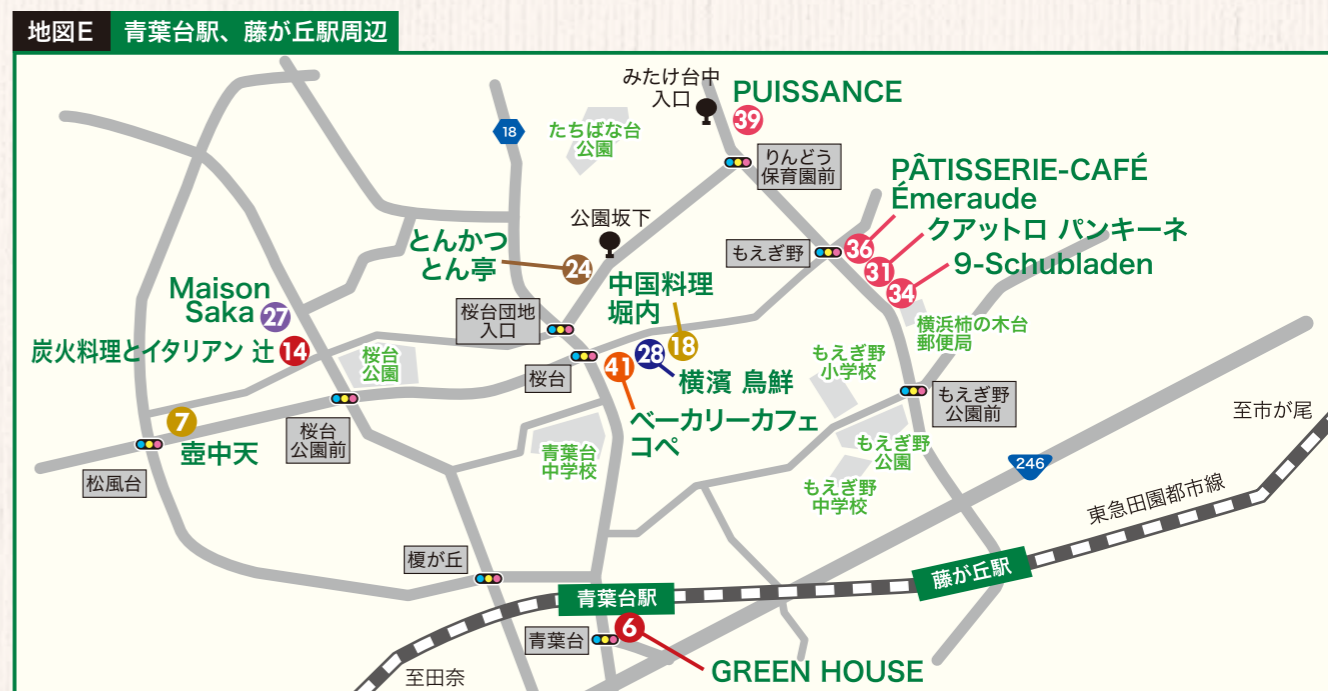 地図E 青葉台駅、藤が丘駅周辺
みたけ台中
入口
PUISSANCE
39
18
たちばな台
公園
りんどう
保育園前
PÂTISSERIE-CAFÉ
Émeraude
36
クアットロ パンキーネ
31
9-Schubladen
34
もえぎ野
公園坂下
とんかつ
とん亭
24
中国料理
堀内
18
Maison
Saka
27
炭火料理とイタリアン 辻
14
桜台団地
入口
桜台
公園
桜台
41
28
横濱 鳥鮮
ベーカリーカフェ
コペ
横浜柿の木台
郵便局
もえぎ野
小学校
もえぎ野
公園前
至市が尾
7
壺中天
桜台
公園前
松風台
青葉台
中学校
もえぎ野
公園
もえぎ野
中学校
246
東急田園都市線
榎が丘
青葉台駅
藤が丘駅
青葉台
6
GREEN HOUSE
至田奈